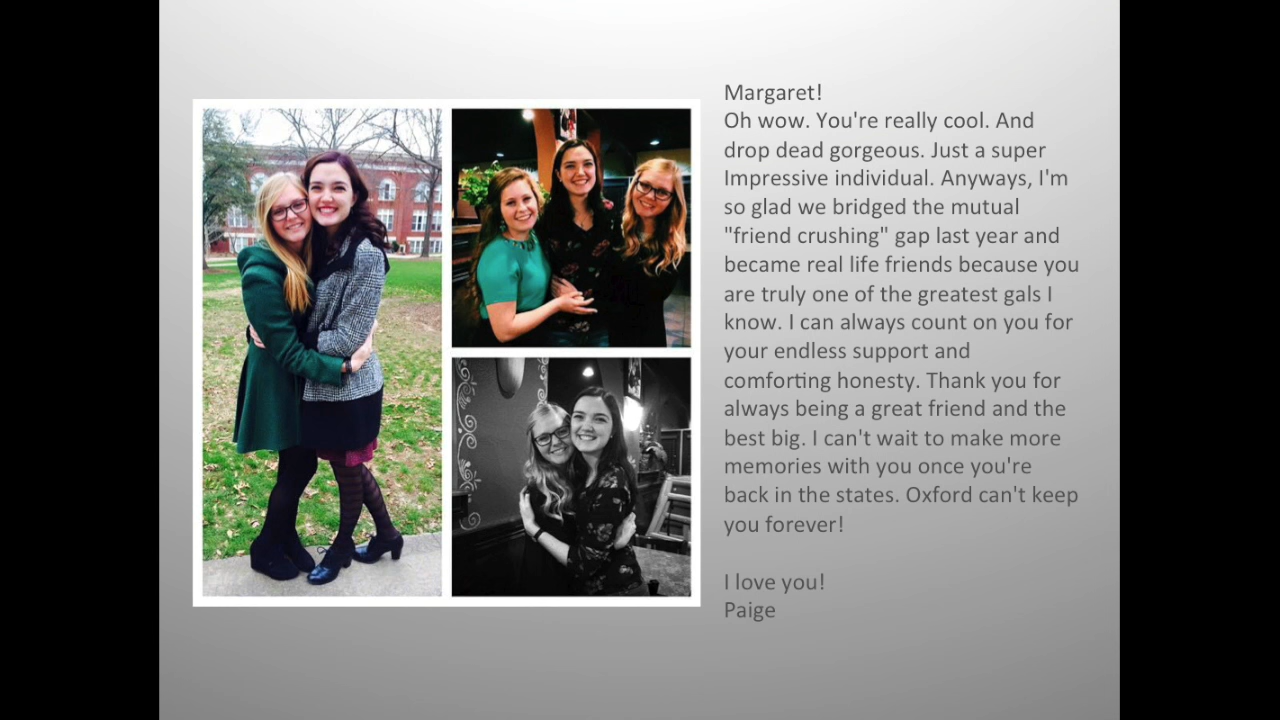 Margaret!
Oh wow. You're really cool. And
drop dead gorgeous. Just a super
Impressive individual. Anyways, I'm
so glad we bridged the mutual
"friend crushing" gap last year and
became real life friends because you
are truly one of the greatest gals I
know. I can always count on you for
your endless support and
comforting honesty. Thank you for
always being a great friend and the
best big. I can't wait to make more
memories with you once you're
back in the states. Oxford can't keep
you forever!
I love you!
Paige